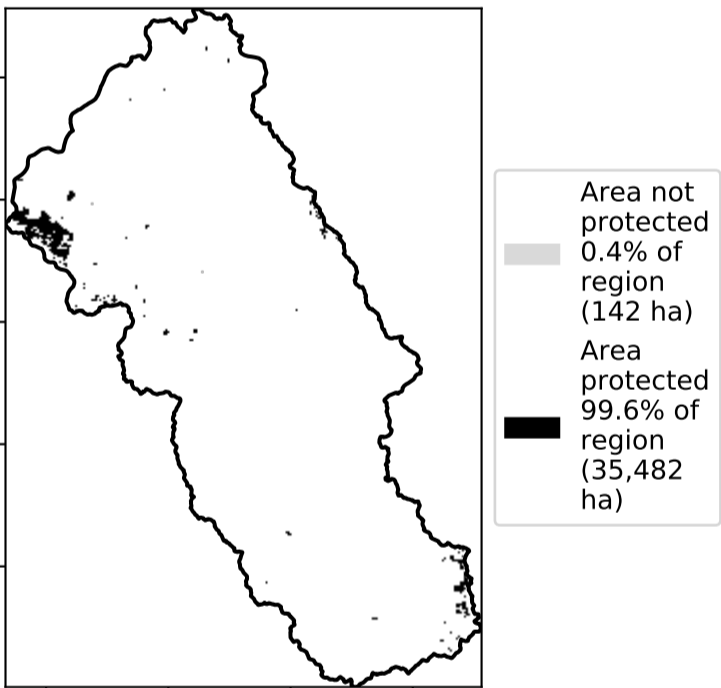 Area not
protected
0.4% of
region
(142 ha)
Area
protected
99.6% of
region
(35,482
ha)